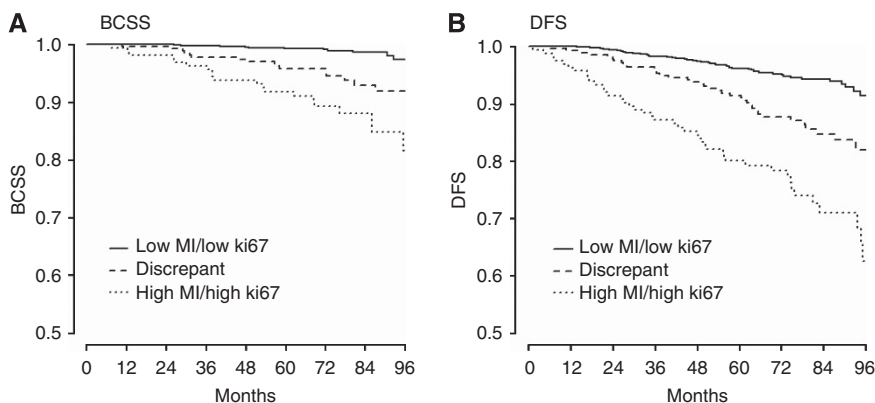 A
BCSS
1.0
0.9
0.8
0.7
0.6
0.5
BCSS
Low MI/low ki67
Discrepant
High MI/high ki67
0 12 24 36 48 60 72 84 96
Months
B
DFS
1.0
0.9
0.8
0.7
0.6
0.5
DFS
Low MI/low ki67
Discrepant
High MI/high ki67
0 12 24 36 48 60 72 84 96
Months